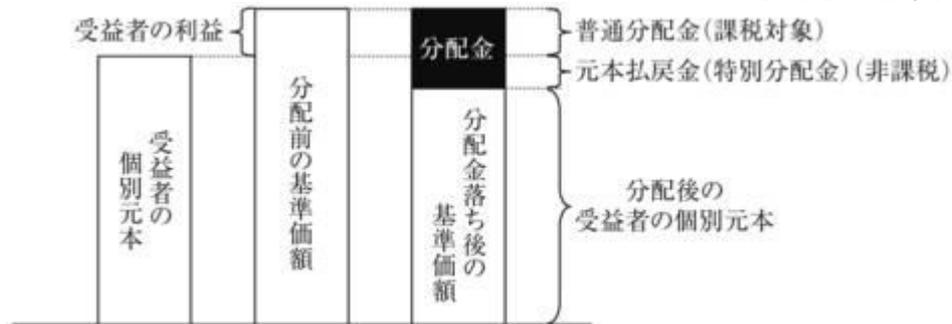 受益者の利益
分配金
普通分配金(課税対象)
元本払戻金(特別分配金)(非課税)
受益者の
個別元本
分配前の基準価額
分配金落ち後の
基準価額
分配後の
受益者の個別元本